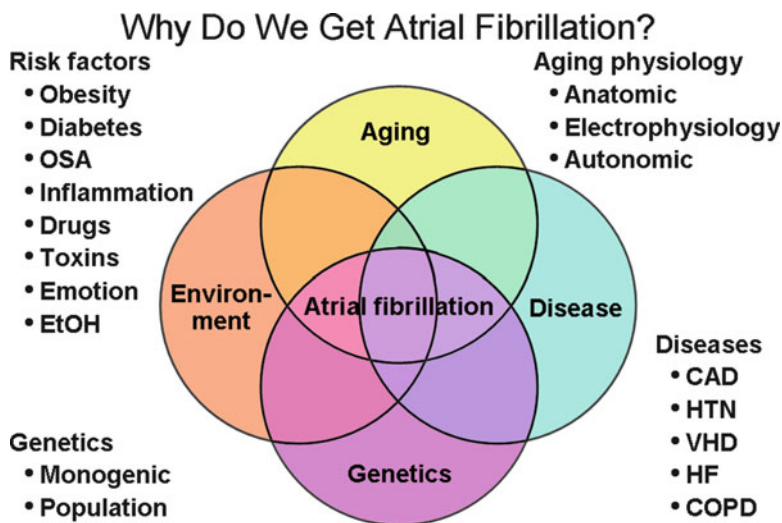 Why Do We Get Atrial Fibrillation?
Risk factors
• Obesity
• Diabetes
• OSA
• Inflammation
• Drugs
• Toxins
• Emotion
• EtOH
Aging physiology
• Anatomic
• Electrophysiology
• Autonomic
Aging
Environ-
ment
Atrial fibrillation
Disease
Genetics
Genetics
• Monogenic
• Population
Diseases
• CAD
• HTN
• VHD
• HF
• COPD